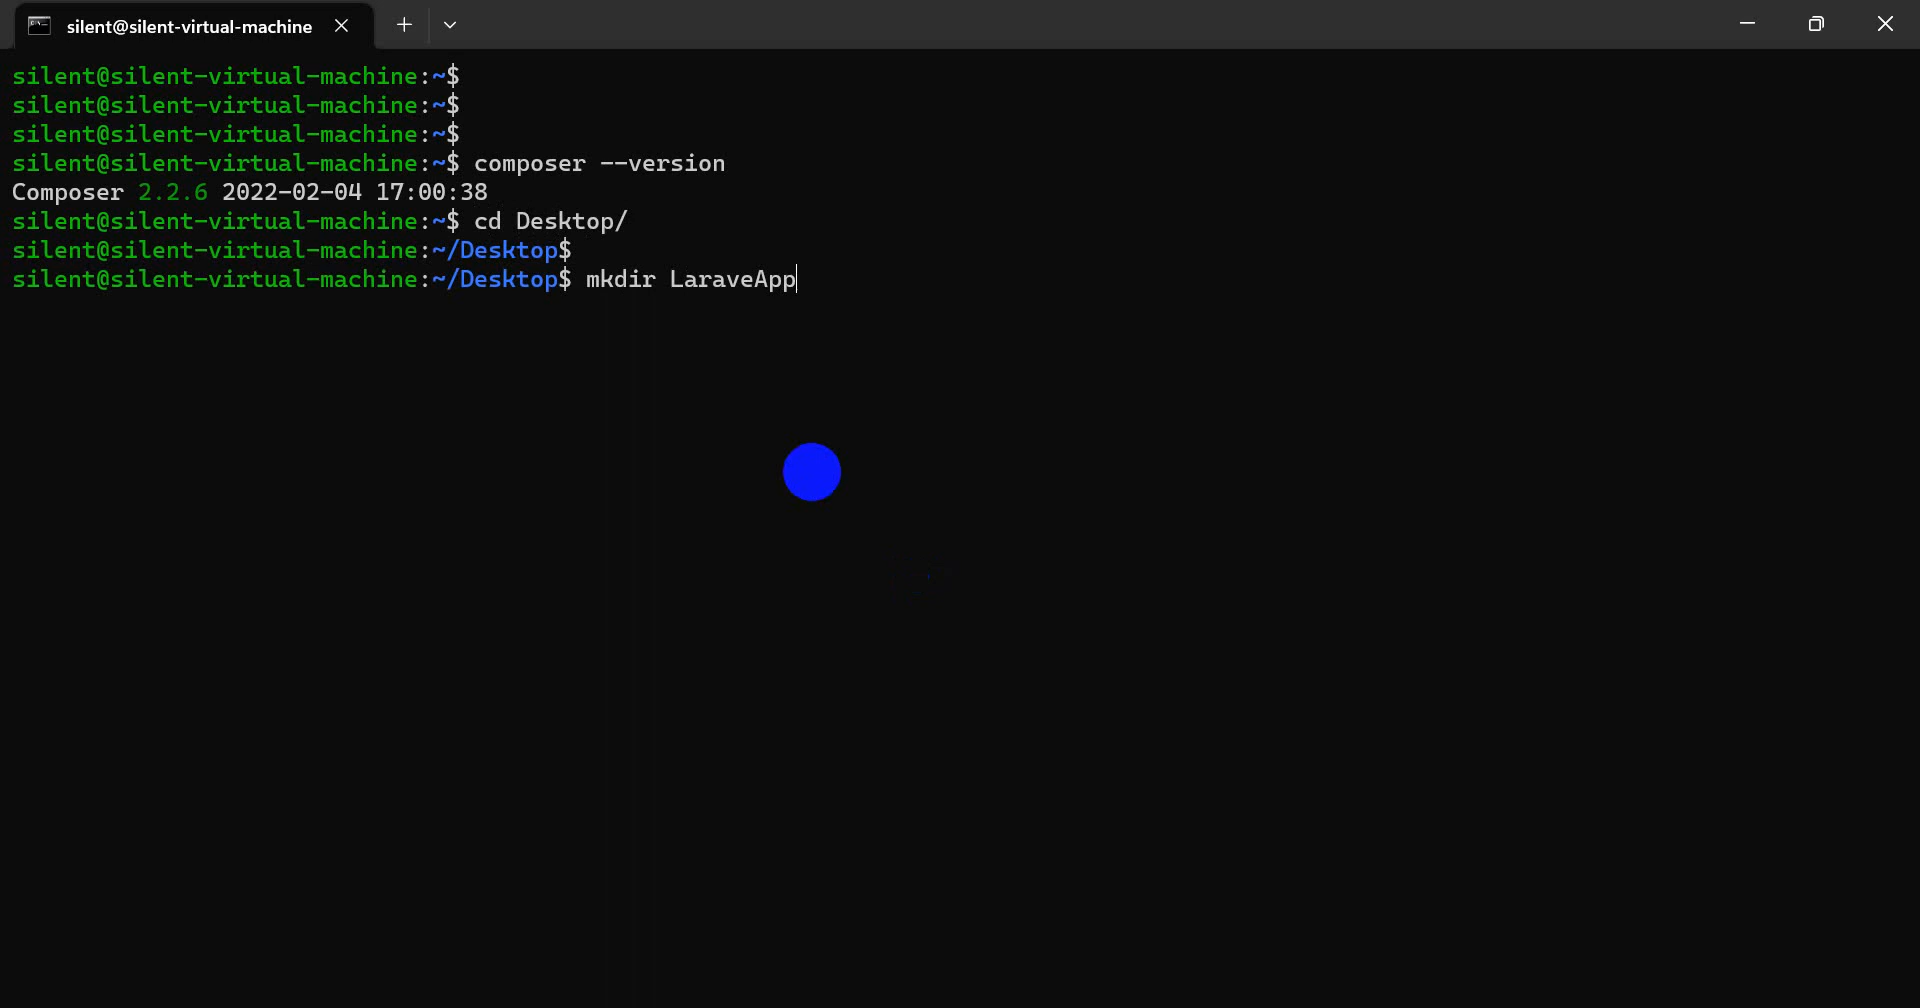 silent@silent-virtual-machine
silent@silent-virtual-machine:~$
silent@silent-virtual-machine:~$
silent@silent-virtual-machine:~$
silent@silent-virtual-machine:~$ composer --version
Composer 2.2.6 2022-02-04 17:00:38
silent@silent-virtual-machine:~$ cd Desktop/
silent@silent-virtual-machine:~/Desktop$
silent@silent-virtual-machine:~/Desktop$ mkdir LaraveApp